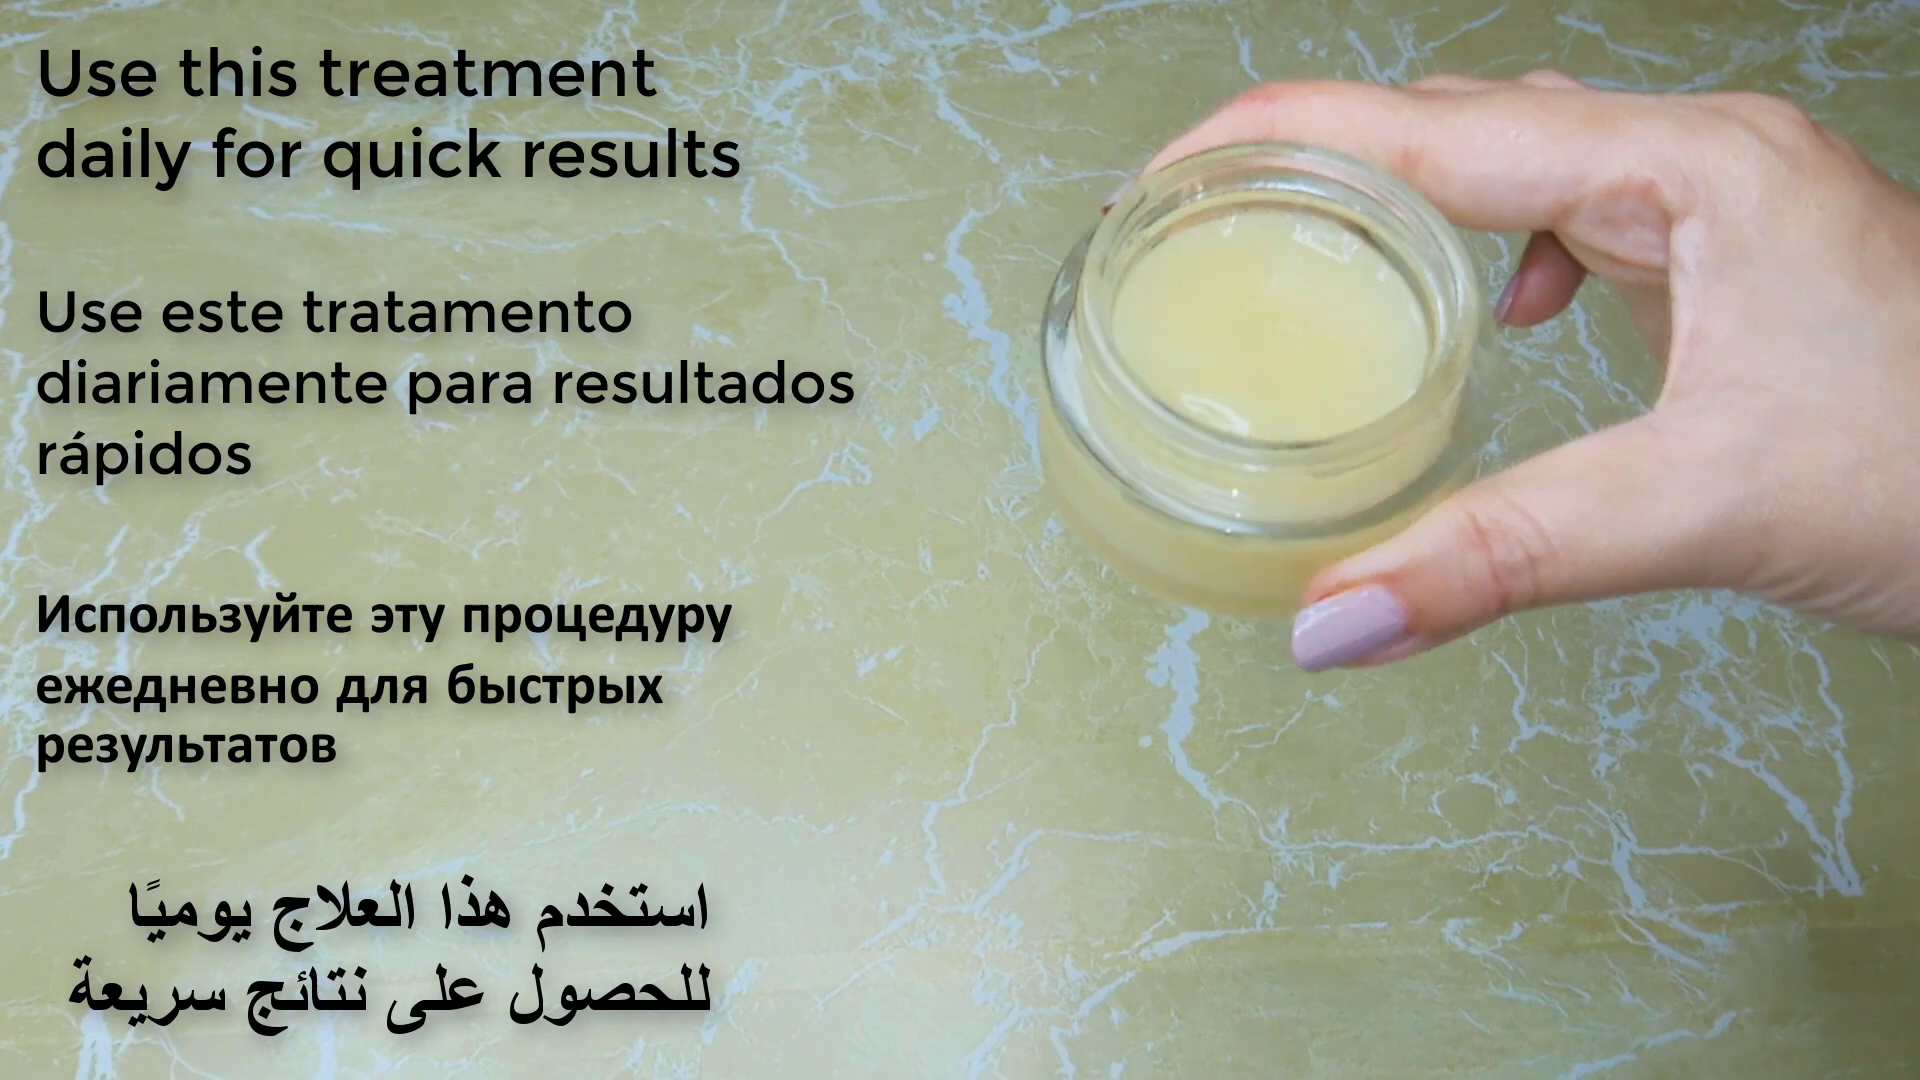 Use this treatment
daily for quick results
Use este tratamento
diariamente para resultados
rápidos
Используйте эту процедуру
ежедневно для быстрых
результатов
استخدم هذا العلاج يوميًا
للحصول على نتائج سريعة